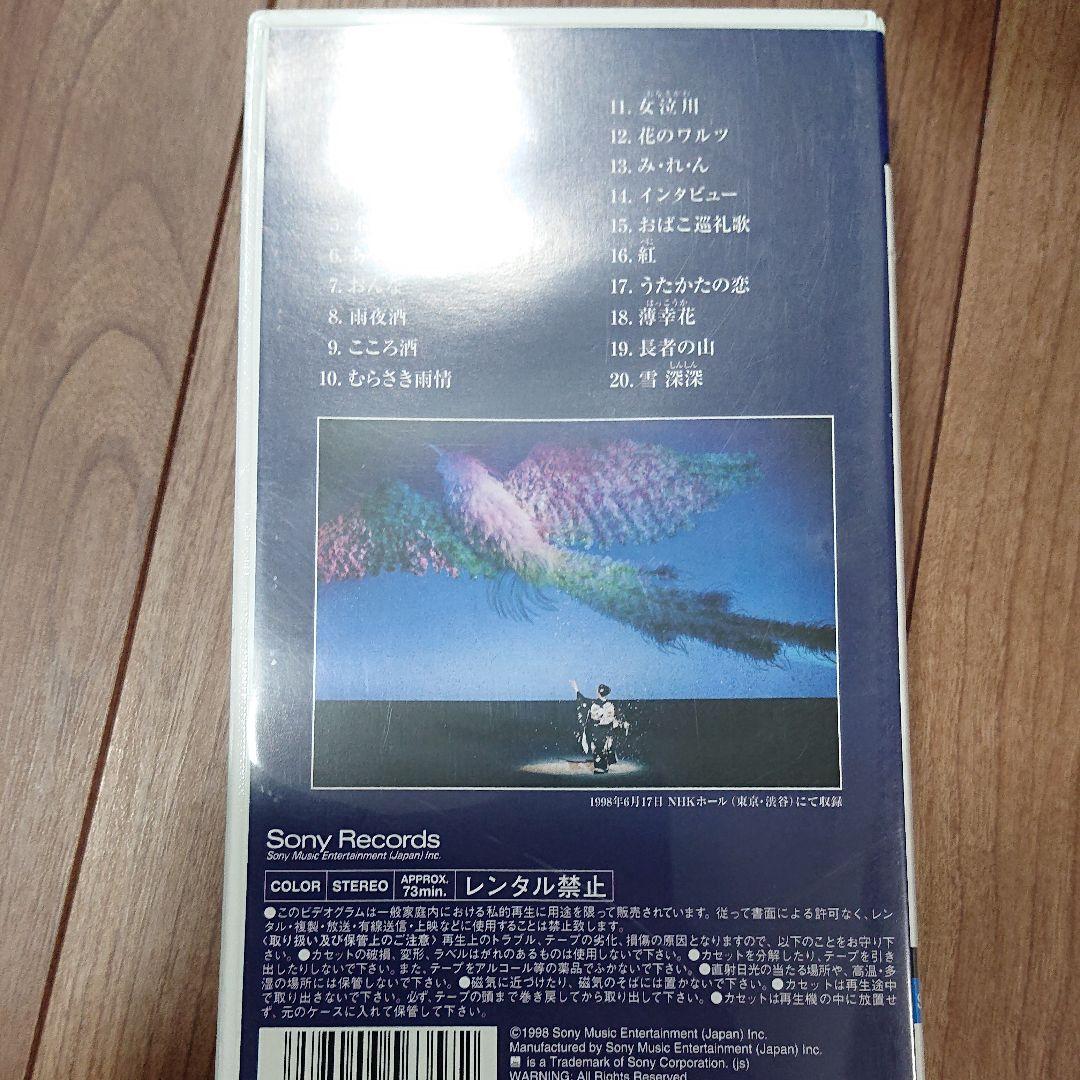 6.
7. おんな
8. 雨夜酒
9. こころ酒
10. むらさき雨情
11. 女泣川
12. 花のワルツ
13. み・れ・ん
14. インタビュー
15. おばこ巡礼歌
べに
16. 紅
17. うたかたの恋
はっこうか
18. 薄幸花
19. 長者の山
しんしん
20. 雪 深深
1998年6月17日 NHKホール（東京・渋谷）にて収録
Sony Records
Sony Music Entertainment (Japan) Inc.
COLOR STEREO APPROX. 73min. レンタル禁止
●このビデオグラムは一般家庭内における私的再生に用途を限って販売されています。従って書面による許可なく、レン
タル・複製・放送・有線送信・上映などに使用することは禁止致します。
〈取り扱い及び保管上のご注意〉再生上のトラブル、テープの劣化、損傷の原因となりますので、以下のことをお守り下
さい。●カセットの破損、変形、ラベルはがれのあるものは使用しないで下さい。●カセットを分解したり、テープを引き
出したりしないで下さい。また、テープをアルコール等の薬品でふかないで下さい。●直射日光の当たる場所や、高温・多
湿の場所には保管しないで下さい。●磁気に近づけたり、磁気のそばには置かないで下さい。●カセットは再生途中
で取り出さないで下さい。必ず、テープの頭まで巻き戻してから取り出して下さい。●カセットは再生機の中に放置せ
ず、元のケースに入れて保管して下さい。
©1998 Sony Music Entertainment (Japan) Inc.
Manufactured by Sony Music Entertainment (Japan) Inc.
is a Trademark of Sony Corporation. (js)
WARNING: All Rights Reserved.